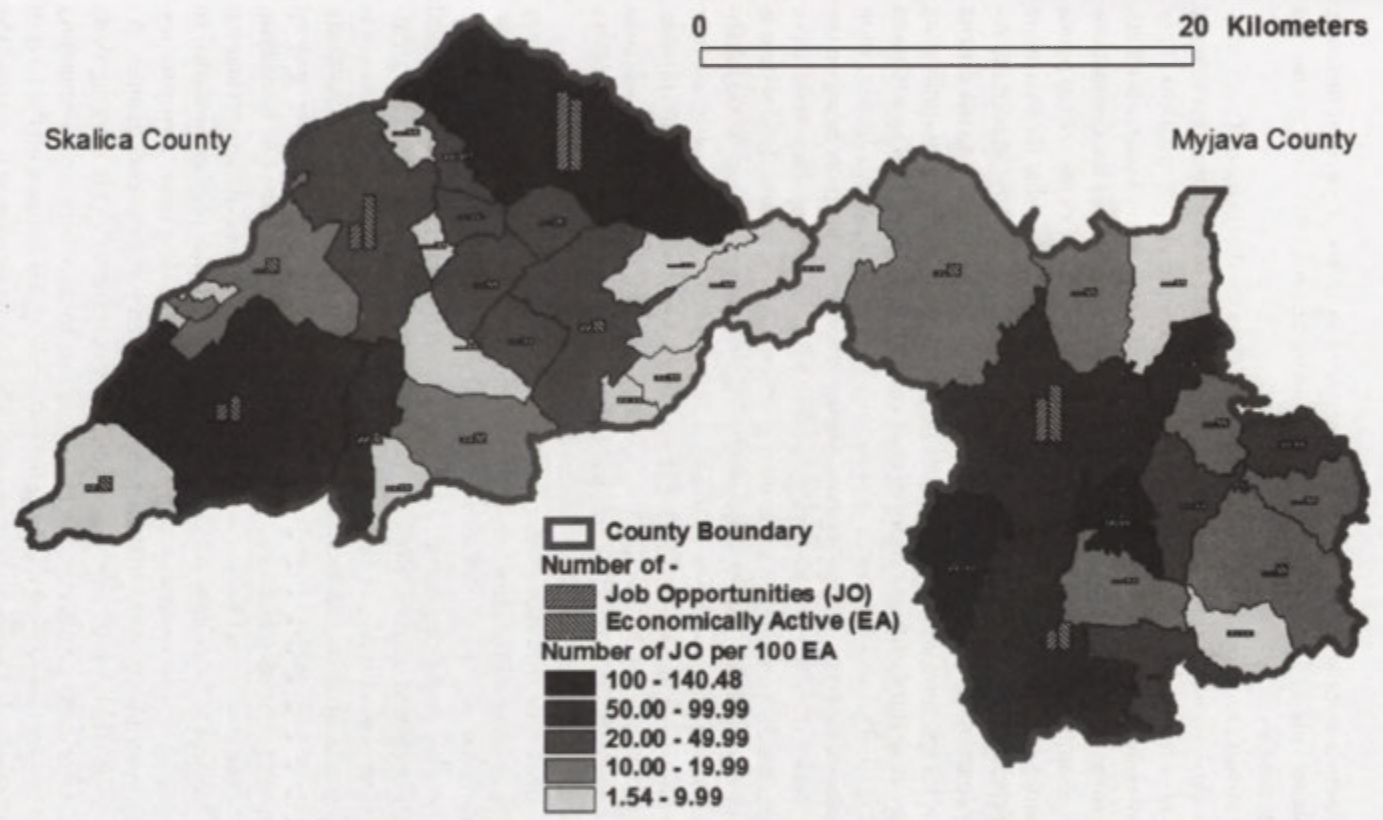 0 20 Kilometers
Skalica County Myjava County
County Boundary
Number of -
Job Opportunities (JO)
Economically Active (EA)
Number of JO per 100 EA
100 - 140.48
50.00 - 99.99
20.00 - 49.99
10.00 - 19.99
1.54 - 9.99